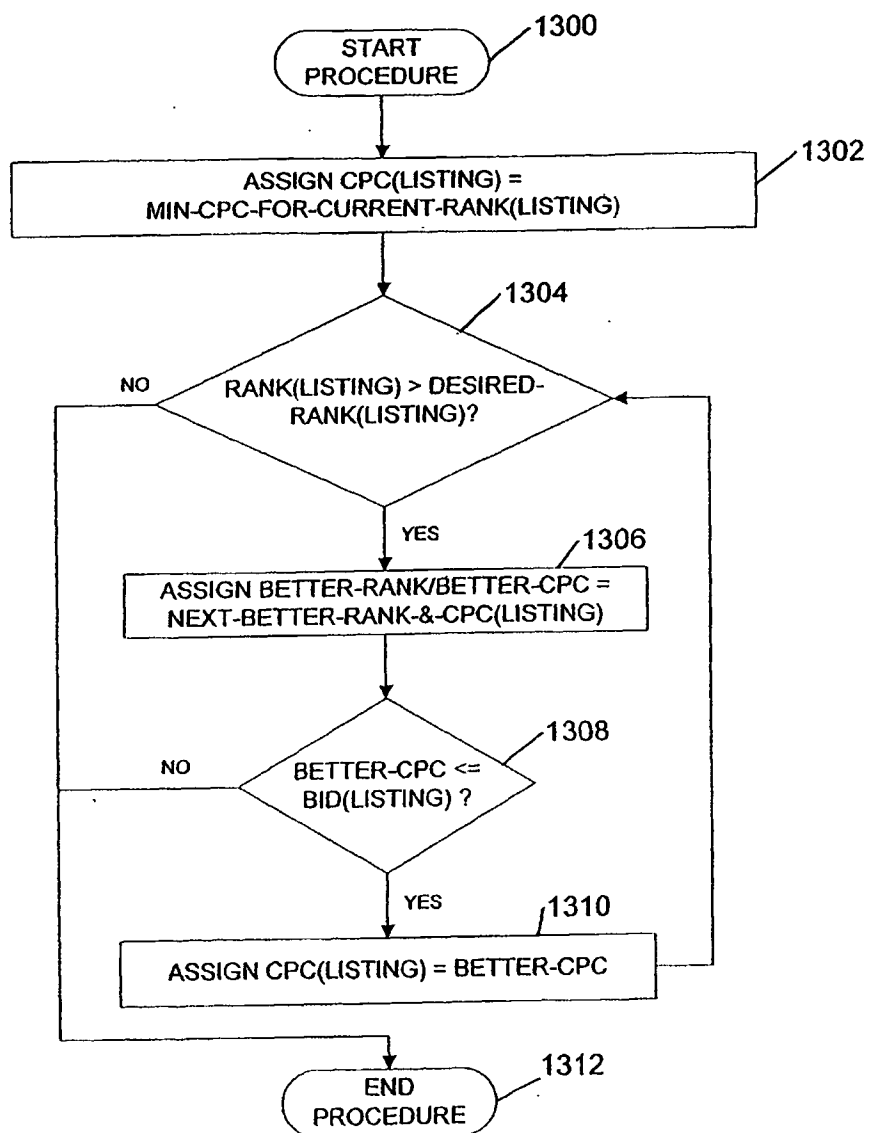 START
PROCEDURE
1300
ASSIGN CPC(LISTING) =
MIN-CPC-FOR-CURRENT-RANK(LISTING)
1302
1304
RANK(LISTING) > DESIRED-
RANK(LISTING)?
NO
YES
1306
ASSIGN BETTER-RANK/BETTER-CPC =
NEXT-BETTER-RANK-&-CPC(LISTING)
1308
BETTER-CPC <=
BID(LISTING) ?
NO
YES
1310
ASSIGN CPC(LISTING) = BETTER-CPC
END
PROCEDURE
1312